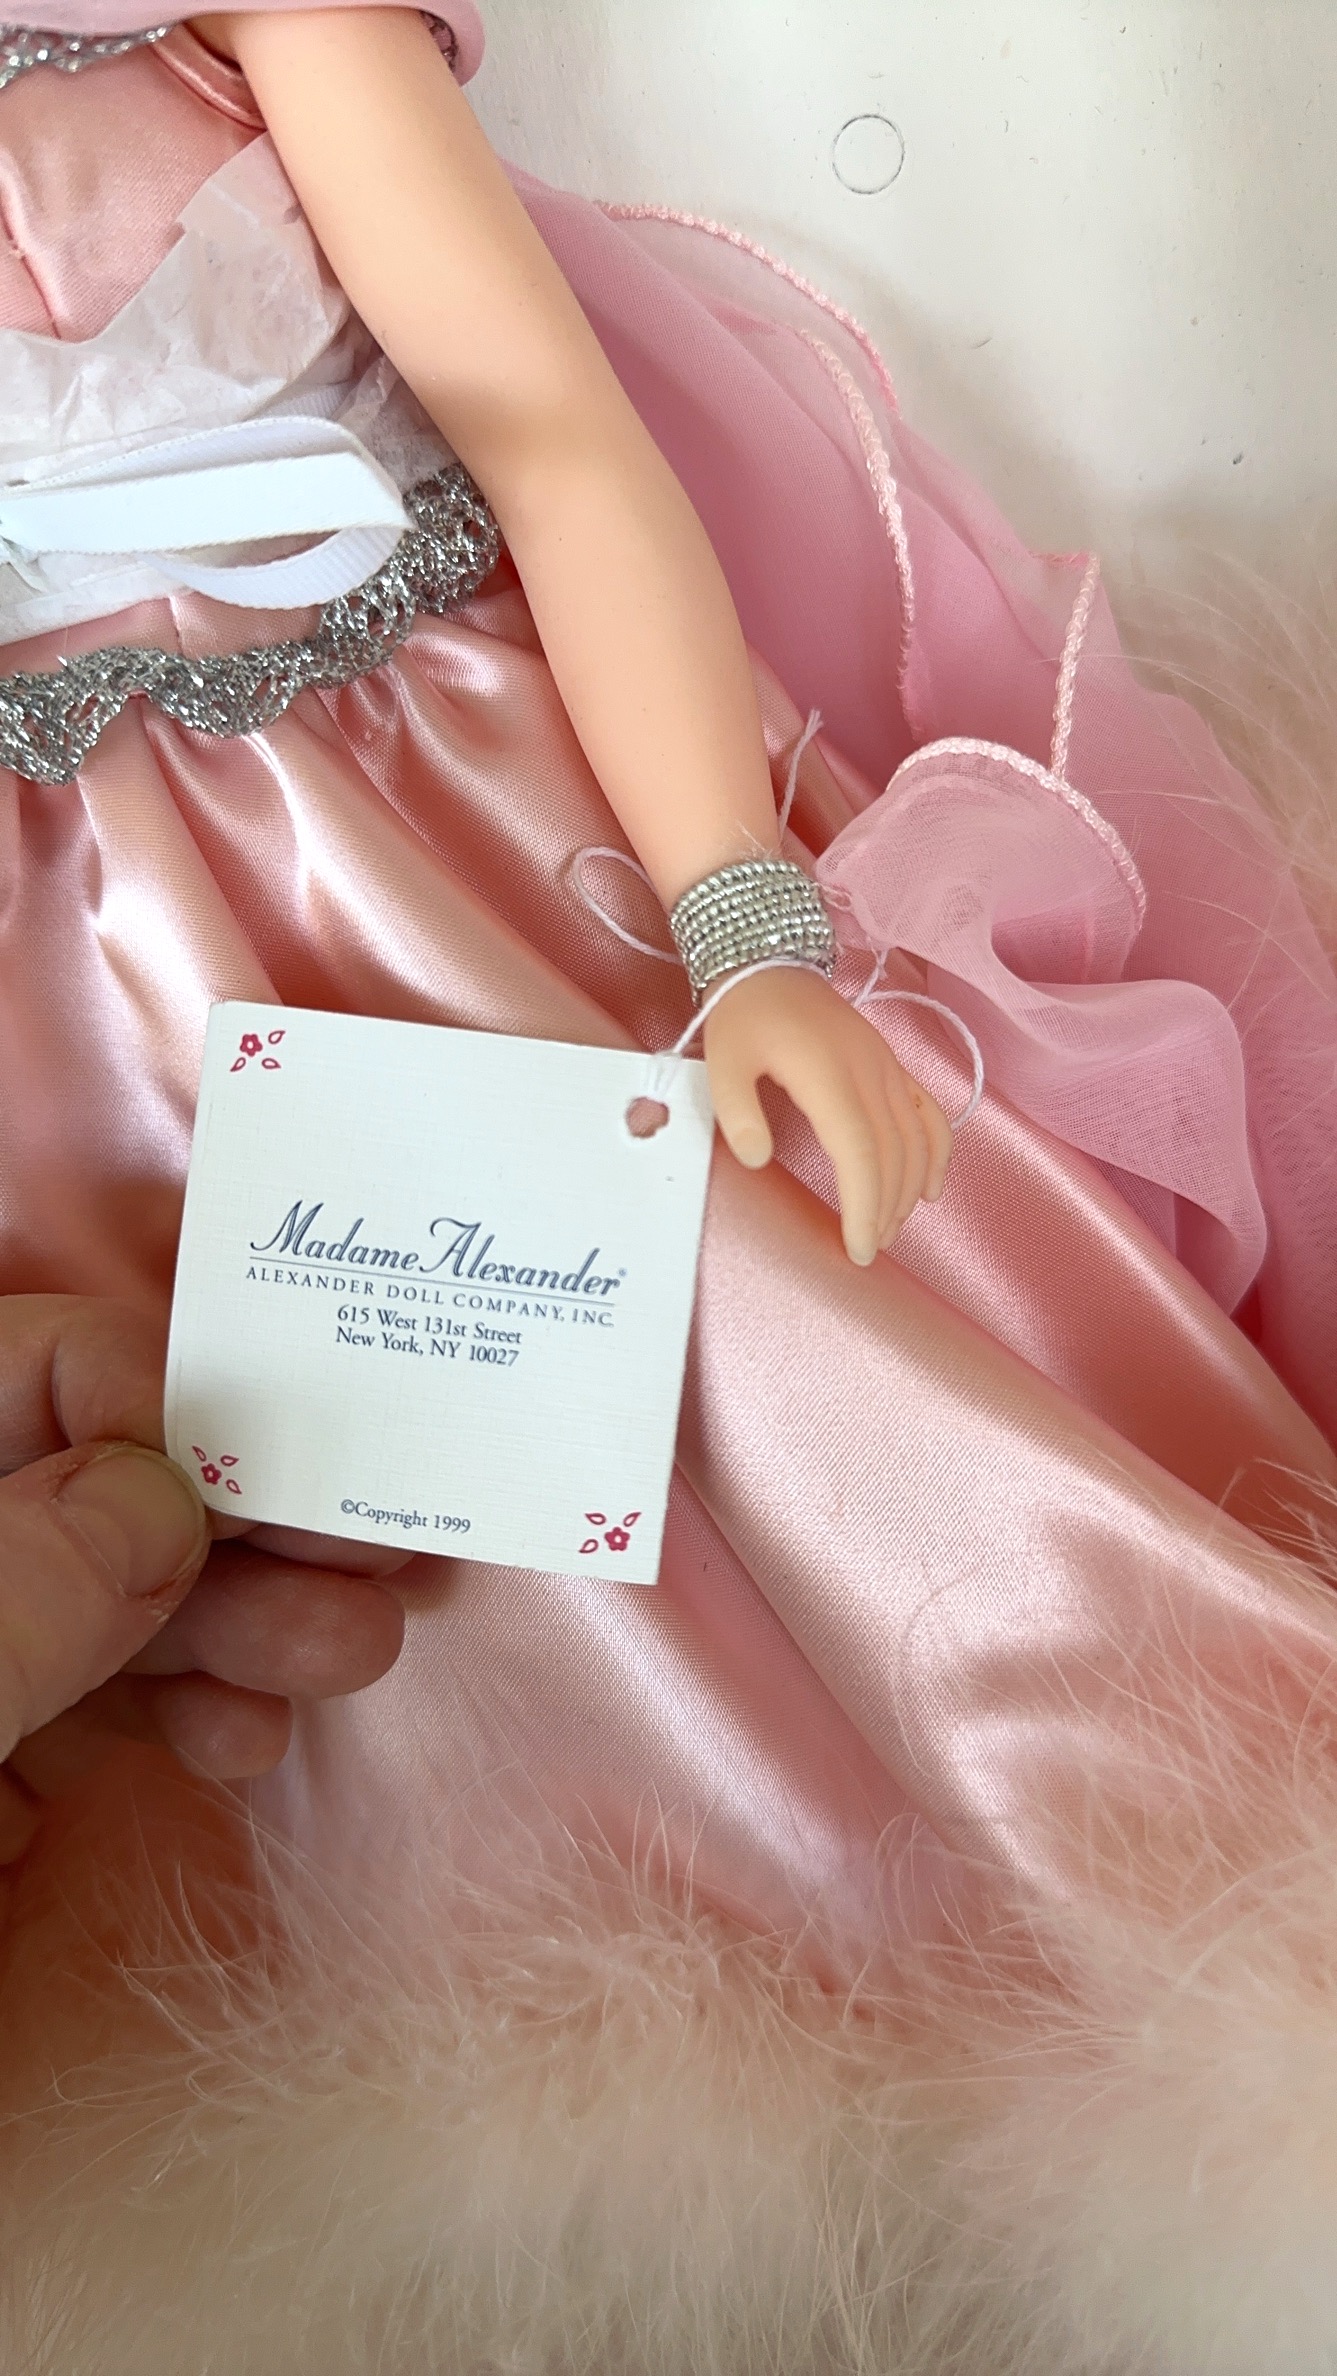 Madame Alexander®
ALEXANDER DOLL COMPANY, INC.
615 West 131st Street
New York, NY 10027
©Copyright 1999